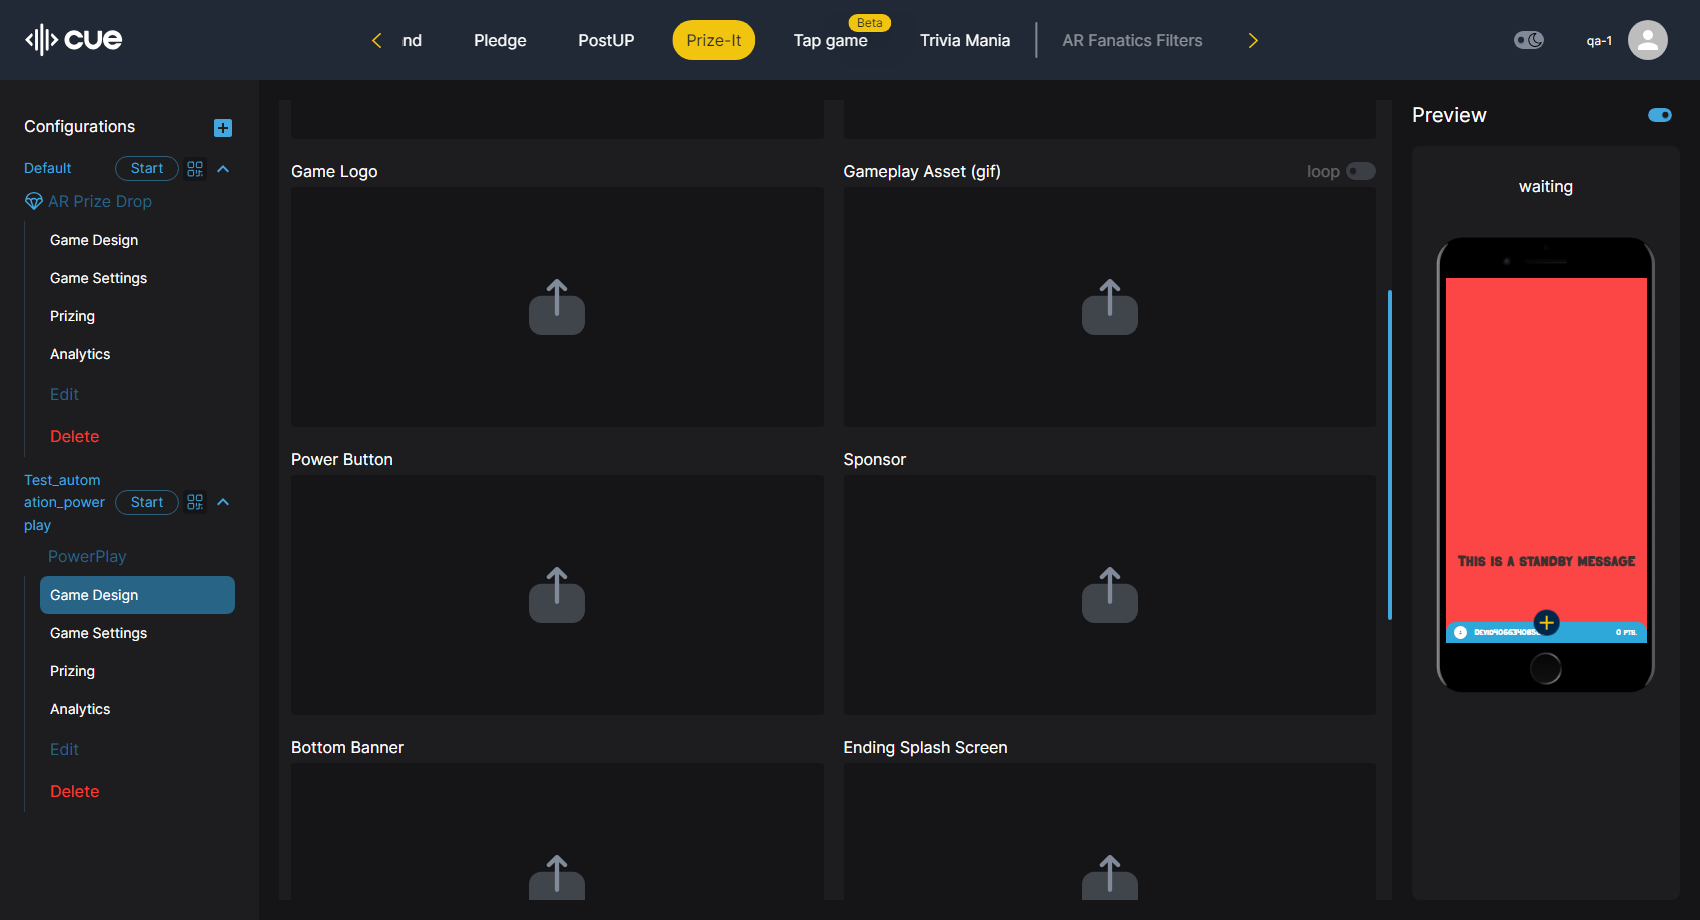 cue
nd
Pledge
PostUP
Prize-It
Beta
Tap game
Trivia Mania
AR Fanatics Filters
qa-1
Configurations
Default
Start
AR Prize Drop
Game Design
Game Settings
Prizing
Analytics
Edit
Delete
Test_autom
ation_power
play
Start
PowerPlay
Game Design
Game Settings
Prizing
Analytics
Edit
Delete
Game Logo
Gameplay Asset (gif)
loop
Power Button
Sponsor
Bottom Banner
Ending Splash Screen
Preview
waiting
This is a standby message
0 pts.